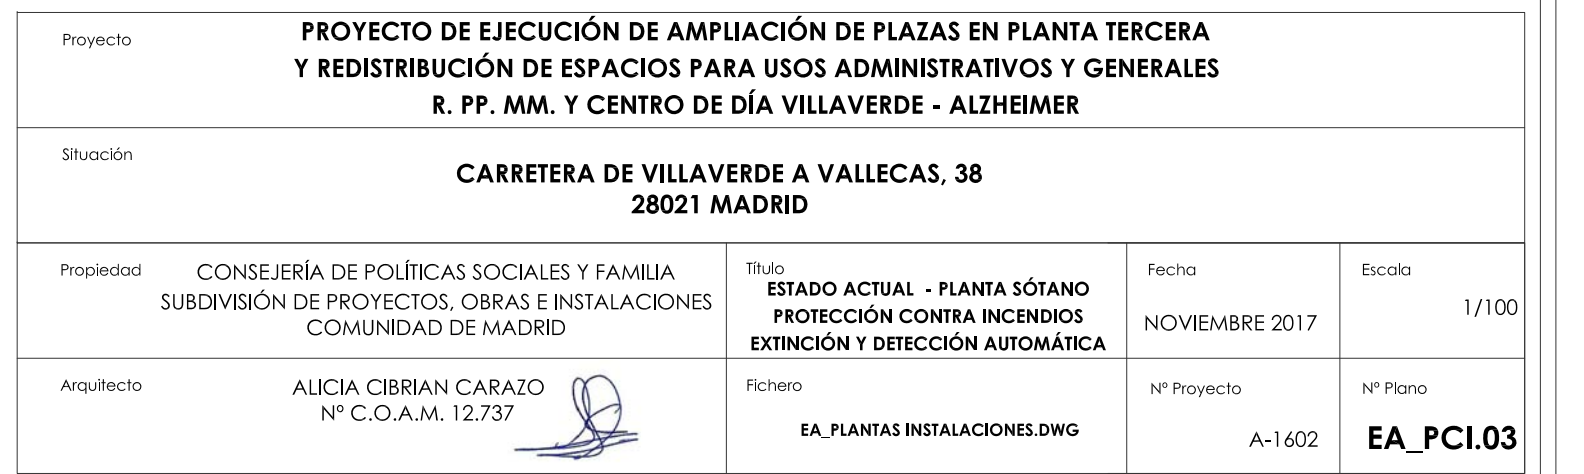 Proyecto
PROYECTO DE EJECUCIÓN DE AMPLIACIÓN DE PLAZAS EN PLANTA TERCERA
Y REDISTRIBUCIÓN DE ESPACIOS PARA USOS ADMINISTRATIVOS Y GENERALES
R. PP. MM. Y CENTRO DE DÍA VILLAVERDE - ALZHEIMER
Situación
CARRETERA DE VILLAVERDE A VALLECAS, 38
28021 MADRID
Propiedad
CONSEJERÍA DE POLÍTICAS SOCIALES Y FAMILIA
SUBDIVISIÓN DE PROYECTOS, OBRAS E INSTALACIONES
COMUNIDAD DE MADRID
Título
ESTADO ACTUAL - PLANTA SÓTANO
PROTECCIÓN CONTRA INCENDIOS
EXTINCIÓN Y DETECCIÓN AUTOMÁTICA
Fecha
NOVIEMBRE 2017
Escala
1/100
Arquitecto
ALICIA CIBRIAN CARAZO
Nº C.O.A.M. 12.737
Fichero
EA_PLANTAS INSTALACIONES.DWG
Nº Proyecto
A-1602
Nº Plano
EA_PCI.03